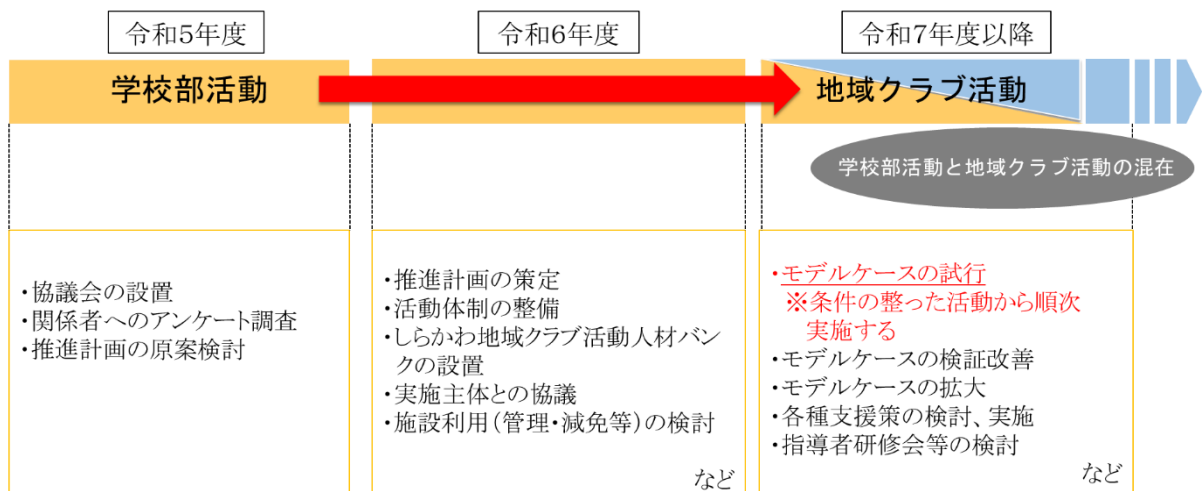 令和5年度
令和6年度
令和7年度以降
学校部活動
地域クラブ活動
学校部活動と地域クラブ活動の混在
・協議会の設置
・関係者へのアンケート調査
・推進計画の原案検討
・推進計画の策定
・活動体制の整備
・しらかわ地域クラブ活動人材バン
クの設置
・実施主体との協議
・施設利用(管理・減免等)の検討
など
・モデルケースの試行
※条件の整った活動から順次
実施する
・モデルケースの検証改善
・モデルケースの拡大
・各種支援策の検討、実施
・指導者研修会等の検討
など